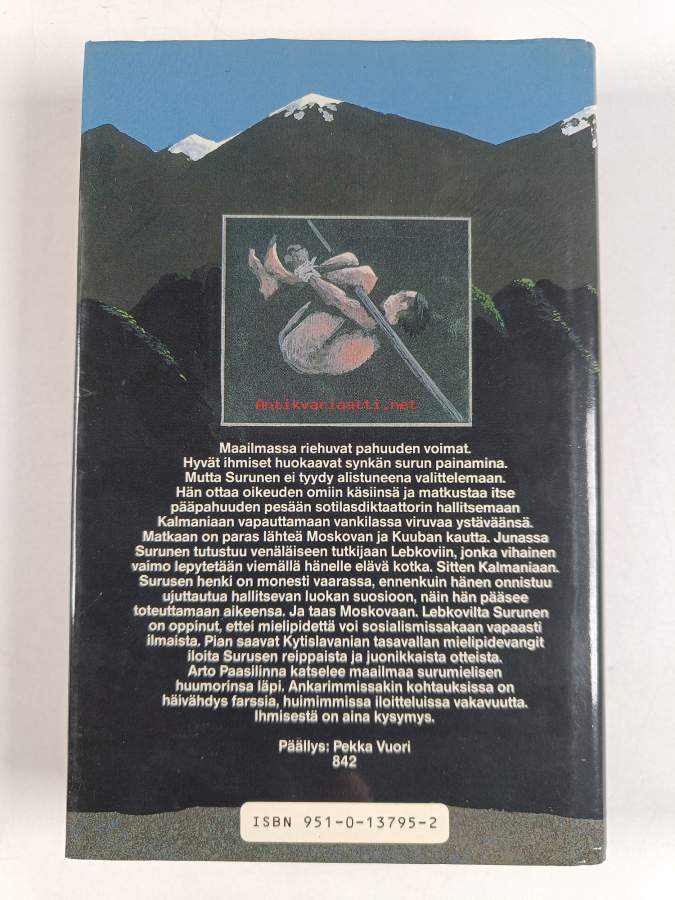 Antikvariaatti.net
Maailmassa riehuvat pahuuden voimat.
Hyvät ihmiset huokaavat synkän surun painamina.
Mutta Surunen ei tyydy alistuneena valittelemaan.
Hän ottaa oikeuden omiin käsiinsä ja matkustaa itse
pääpahuuden pesään sotilasdiktaattorin hallitsemaan
Kalmaniaan vapauttamaan vankilassa viruvaa ystäväänsä.
Matkaan on paras lähteä Moskovan ja Kuuban kautta. Junassa
Surunen tutustuu venäläiseen tutkijaan Lebkoviin, jonka vihainen
vaimo lepytetään viemällä hänelle elävä kotka. Sitten Kalmaniaan.
Surusen henki on monesti vaarassa, ennenkuin hänen onnistuu
ujuttautua hallitsevan luokan suosioon, näin hän pääsee
toteuttamaan aikeensa. Ja taas Moskovaan. Lebkovilta Surunen
on oppinut, ettei mielipidettä voi sosialismissakaan vapaasti
ilmaista. Pian saavat Kytislavanian tasavallan mielipidevangit
iloita Surusen reippaista ja juonikkaista otteista.
Arto Paasilinna katselee maailmaa surumielisen
huumorinsa läpi, Ankarimmissakin kohtauksissa on
häivähdys farssia, huimimmissa iloitteluissa vakavuutta.
Ihmisestä on aina kysymys.
Päällys: Pekka Vuori
842
ISBN 951-0-13795-2